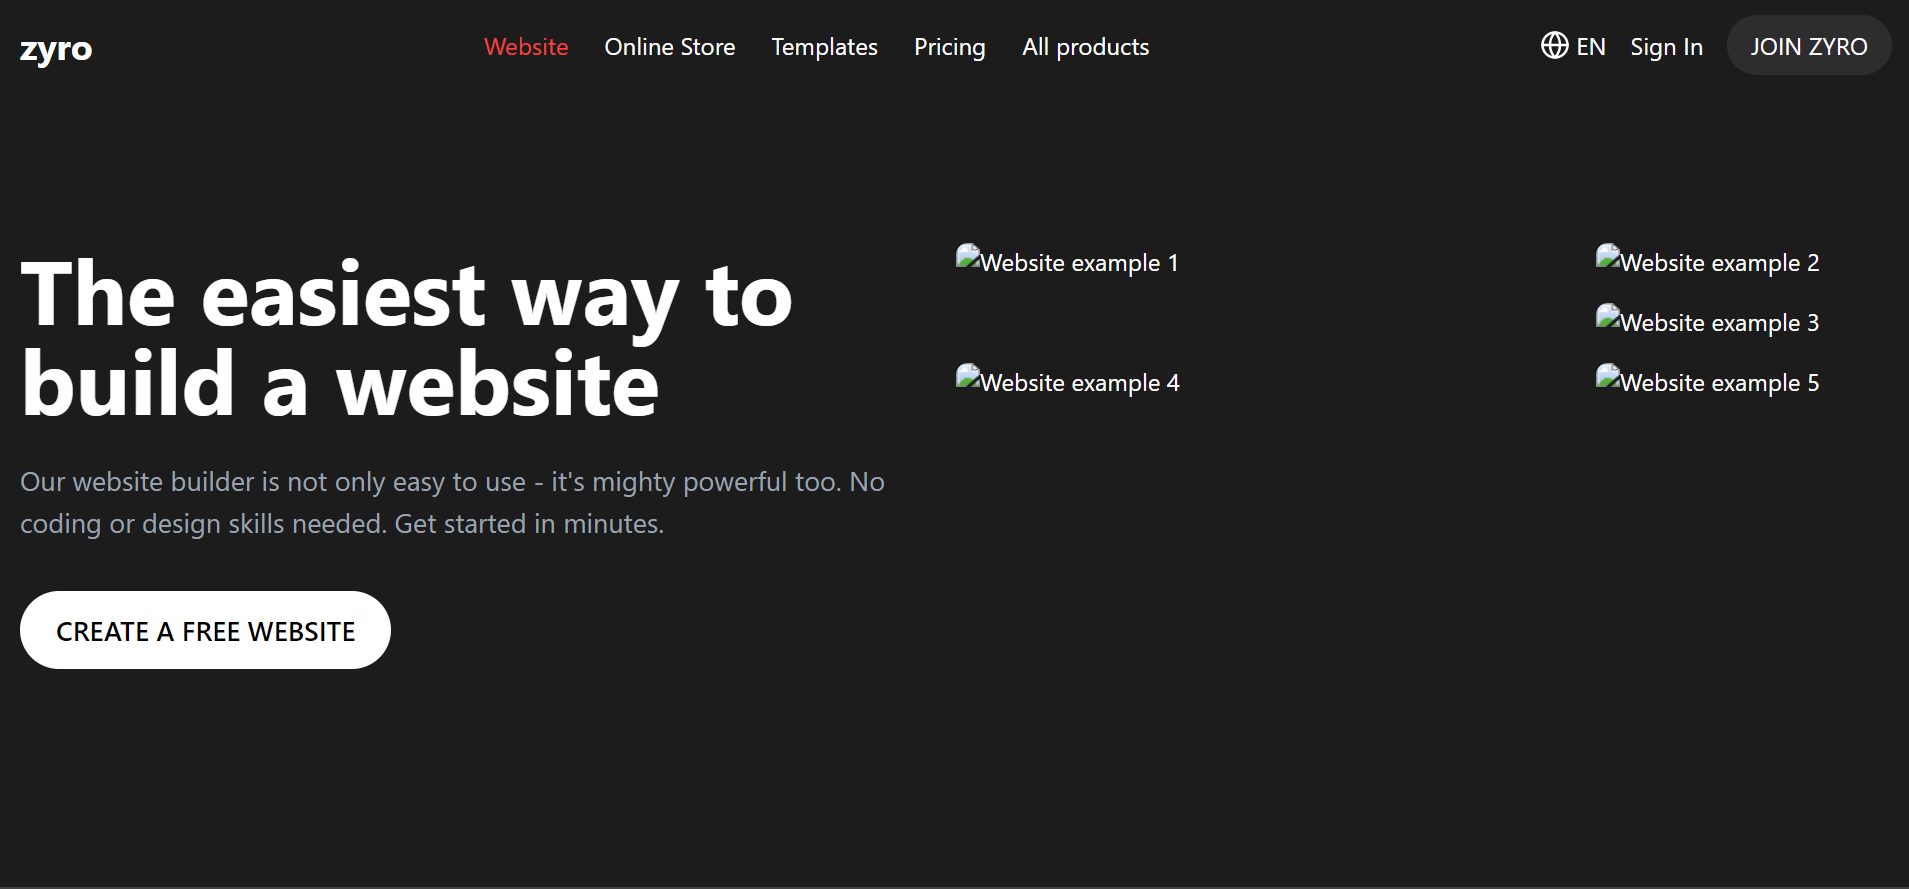 zyro
Website Online Store Templates Pricing All products
EN Sign In JOIN ZYRO
The easiest way to
build a website
Our website builder is not only easy to use - it's mighty powerful too. No
coding or design skills needed. Get started in minutes.
CREATE A FREE WEBSITE
Website example 1
Website example 2
Website example 3
Website example 4
Website example 5